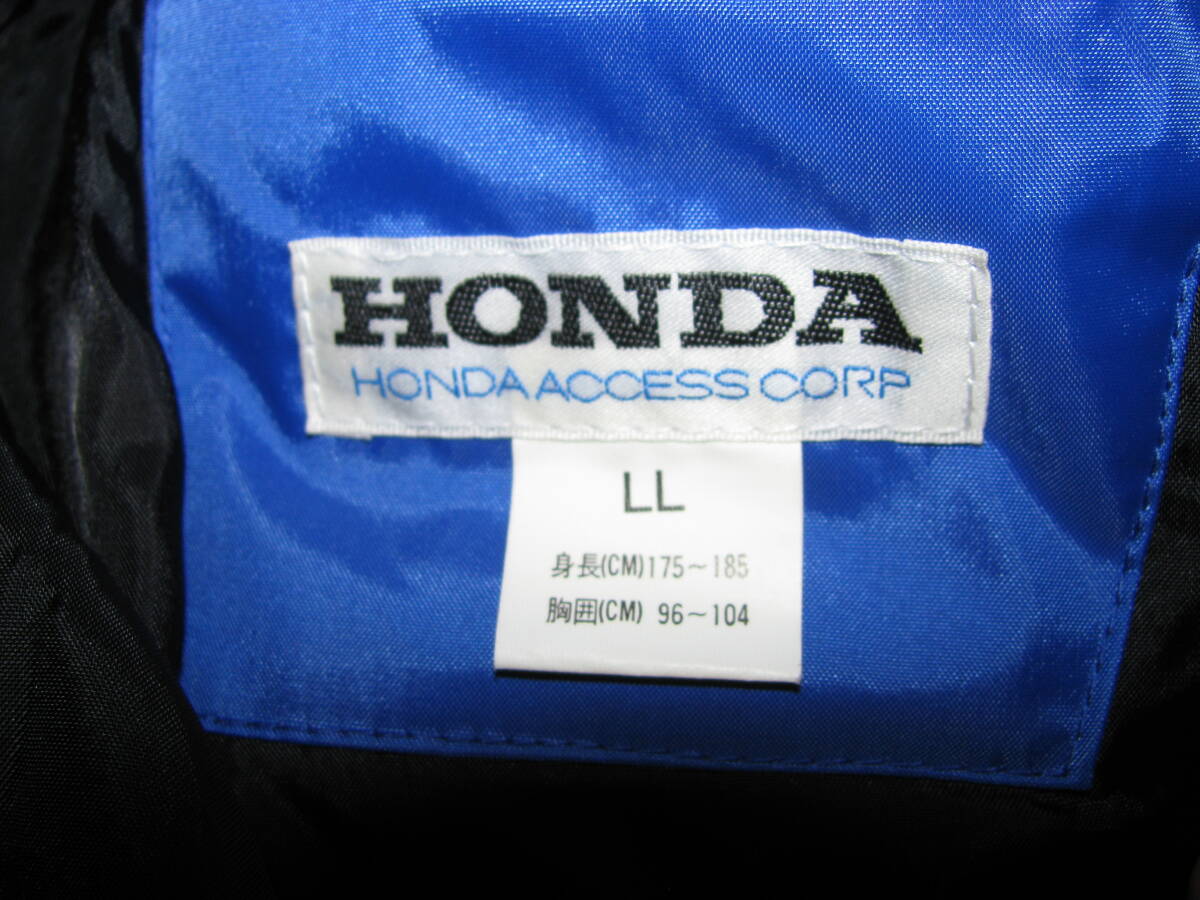 HONDA
HONDA ACCESS CORP
LL
身長(CM)175～185
胸囲(CM) 96～104